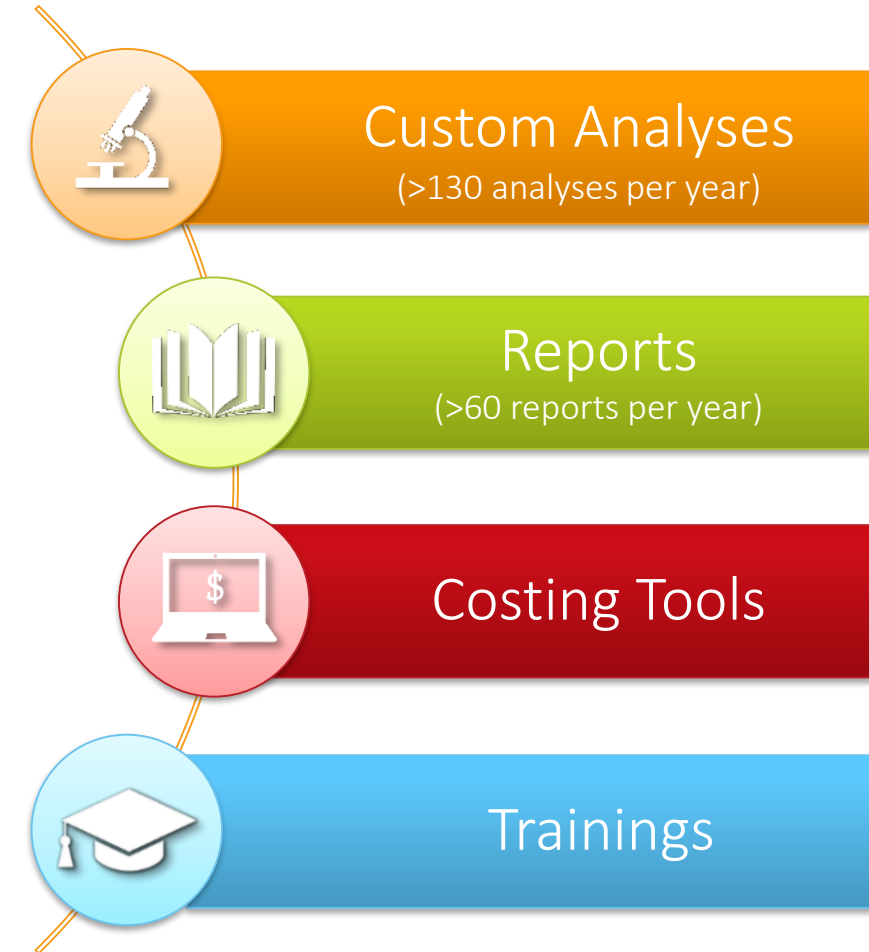 Custom Analyses
(>130 analyses per year)
Reports
(>60 reports per year)
$
Costing Tools
Trainings